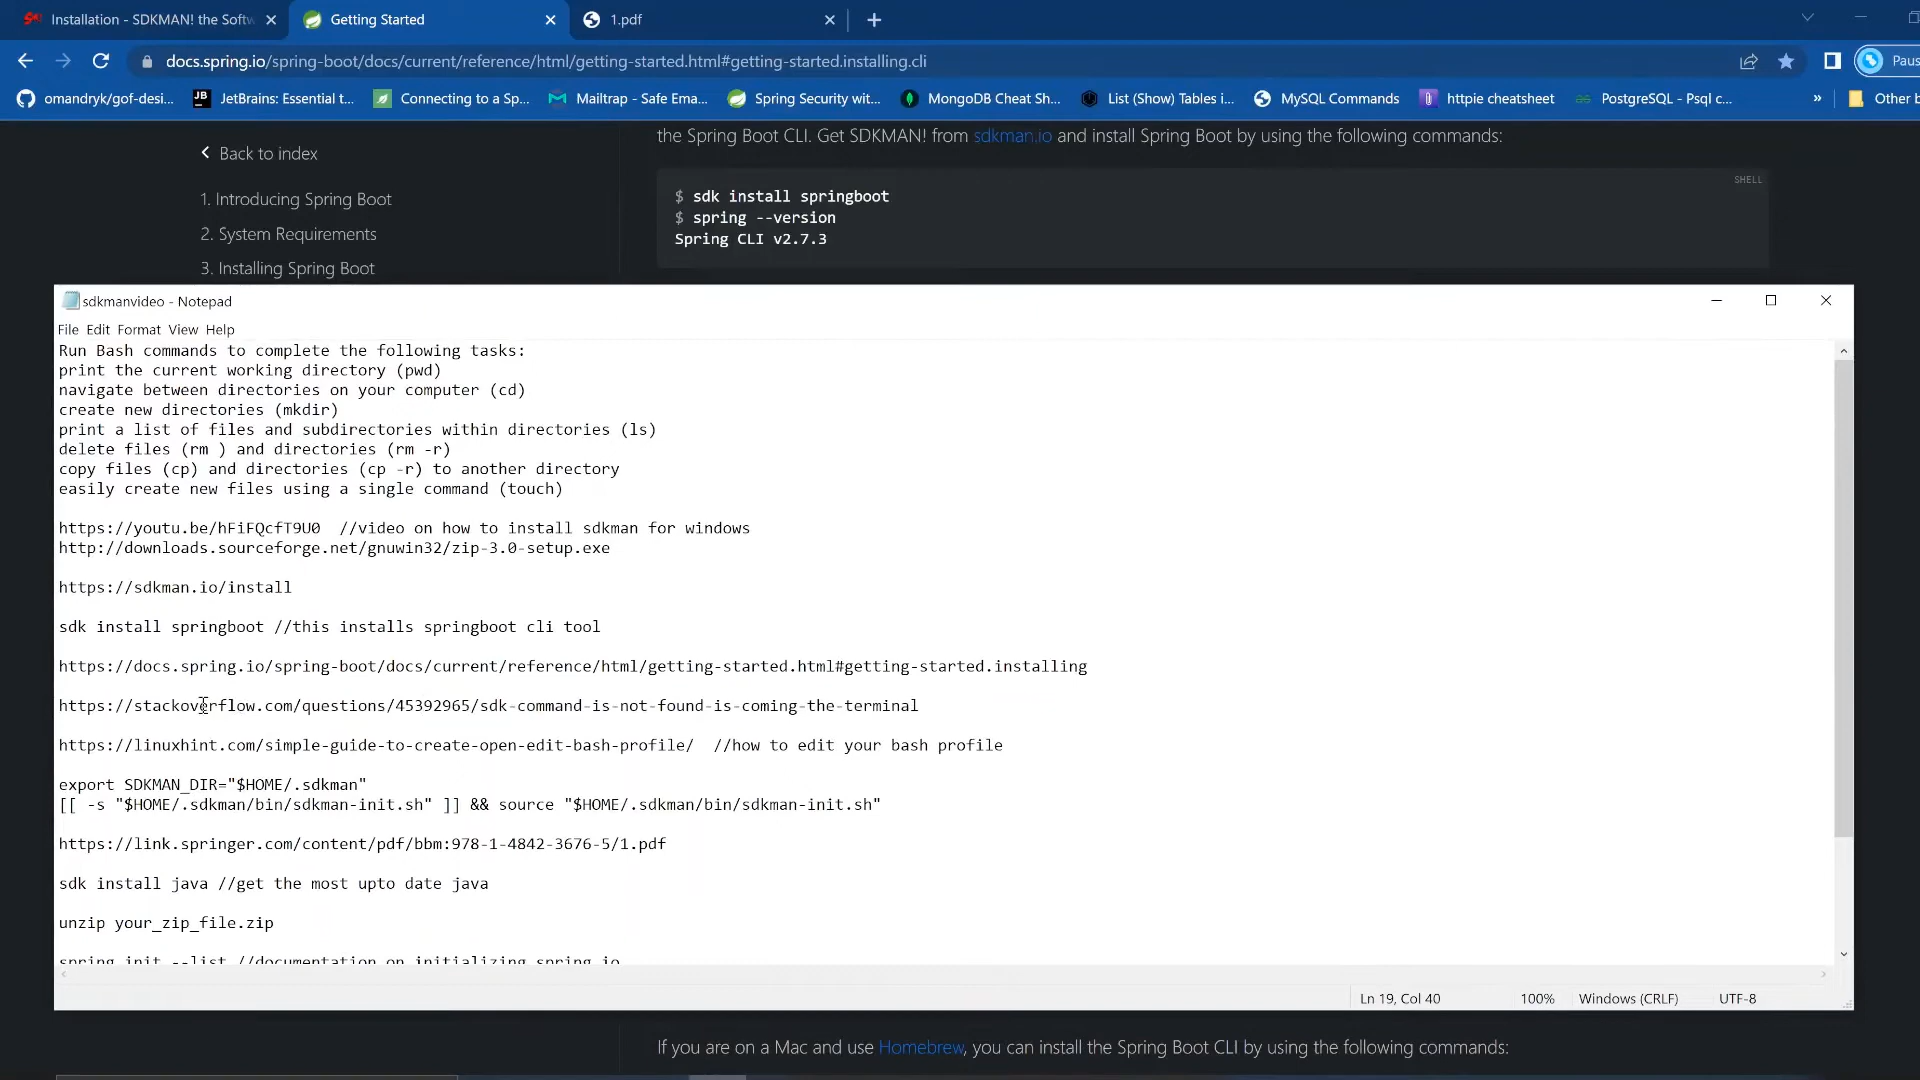 Installation - SDKMAN! the Softw
Getting Started
1.pdf
docs.spring.io/spring-boot/docs/current/reference/html/getting-started.html#getting-started.installing.cli
Paus
omandryk/gof-desi...
JetBrains: Essential t...
Connecting to a Sp...
Mailtrap - Safe Ema...
Spring Security wit...
MongoDB Cheat Sh...
List (Show) Tables i...
MySQL Commands
httpie cheatsheet
PostgreSQL - Psql c...
»
Other b
Back to index
1. Introducing Spring Boot
2. System Requirements
3. Installing Spring Boot
the Spring Boot CLI. Get SDKMAN! from sdkman.io and install Spring Boot by using the following commands:
SHELL
$ sdk install springboot
$ spring --version
Spring CLI v2.7.3
sdkmanvideo - Notepad
File Edit Format View Help
Run Bash commands to complete the following tasks:
print the current working directory (pwd)
navigate between directories on your computer (cd)
create new directories (mkdir)
print a list of files and subdirectories within directories (ls)
delete files (rm ) and directories (rm -r)
copy files (cp) and directories (cp -r) to another directory
easily create new files using a single command (touch)
https://youtu.be/hFiFQcfT9U0  //video on how to install sdkman for windows
http://downloads.sourceforge.net/gnuwin32/zip-3.0-setup.exe
https://sdkman.io/install
sdk install springboot //this installs springboot cli tool
https://docs.spring.io/spring-boot/docs/current/reference/html/getting-started.html#getting-started.installing
https://stackoverflow.com/questions/45392965/sdk-command-is-not-found-is-coming-the-terminal
https://linuxhint.com/simple-guide-to-create-open-edit-bash-profile/  //how to edit your bash profile
export SDKMAN_DIR="$HOME/.sdkman"
[[ -s "$HOME/.sdkman/bin/sdkman-init.sh" ]] && source "$HOME/.sdkman/bin/sdkman-init.sh"
https://link.springer.com/content/pdf/bbm:978-1-4842-3676-5/1.pdf
sdk install java //get the most upto date java
unzip your_zip_file.zip
spring init --list //documentation on initializing spring io
Ln 19, Col 40
100%
Windows (CRLF)
UTF-8
If you are on a Mac and use Homebrew, you can install the Spring Boot CLI by using the following commands: